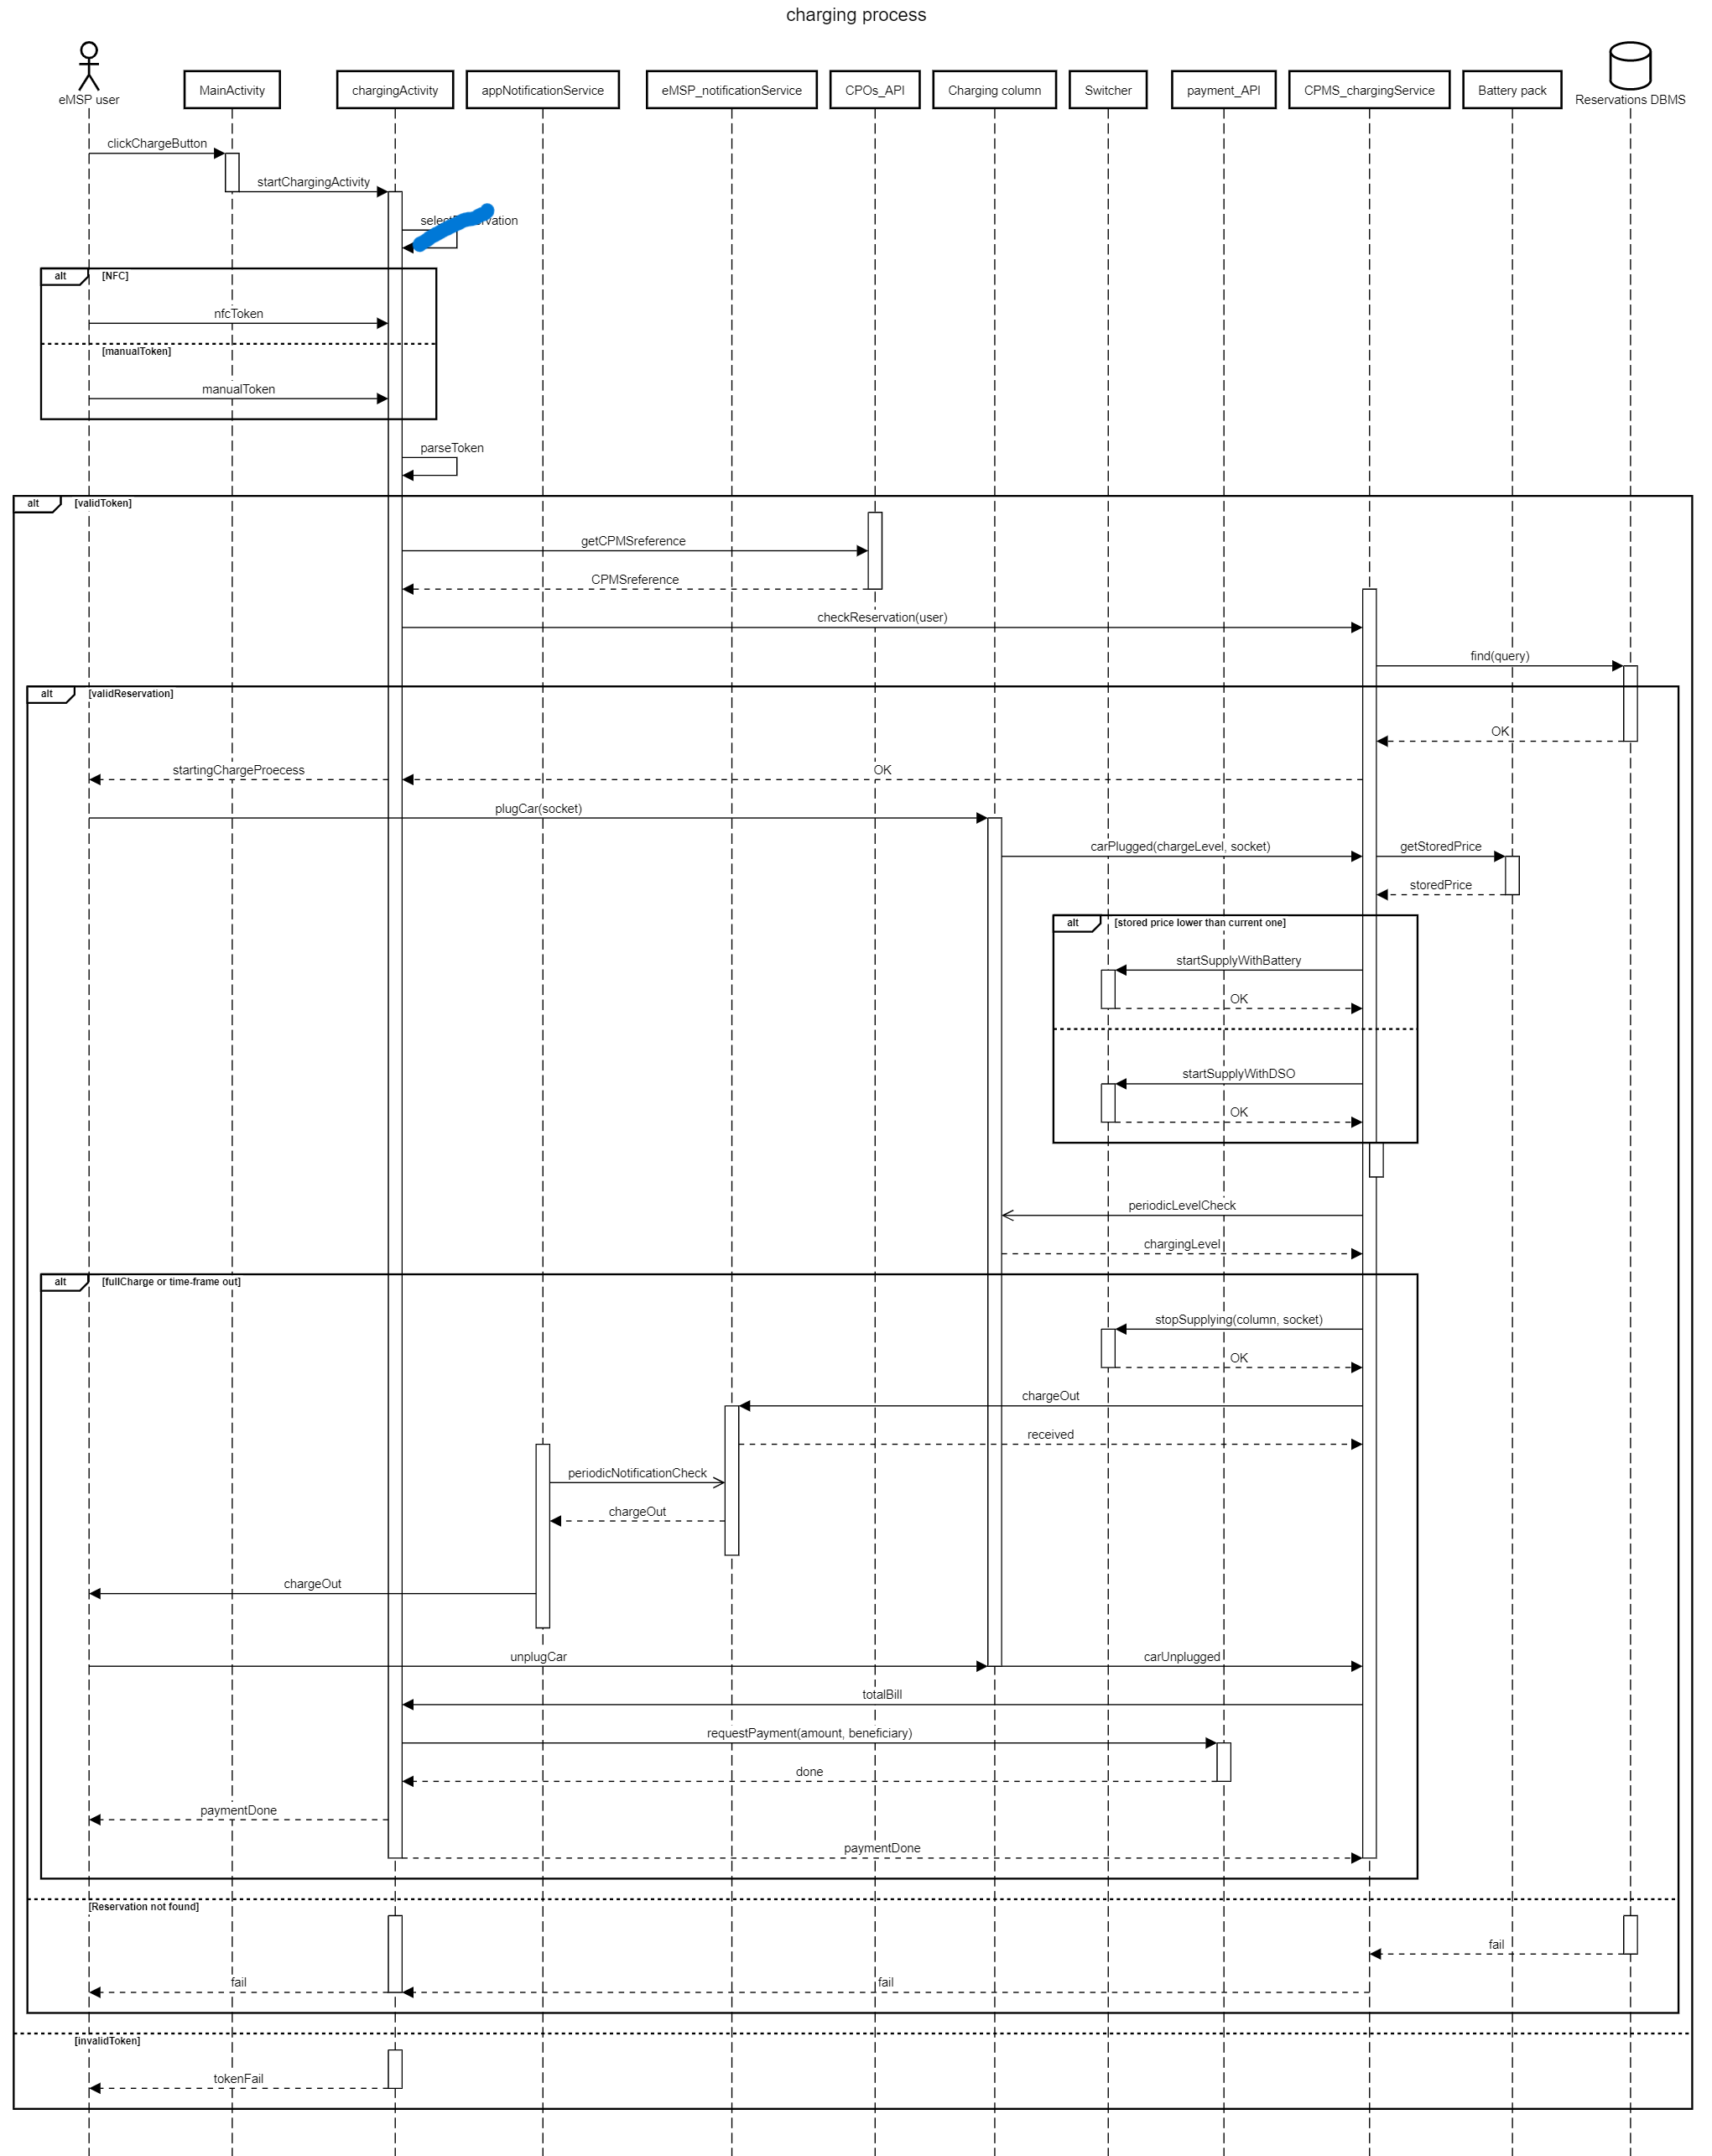 charging process
eMSP user
MainActivity
chargingActivity
appNotificationService
eMSP_notificationService
CPOs_API
Charging column
Switcher
payment_API
CPMS_chargingService
Battery pack
Reservations DBMS
clickChargeButton
startChargingActivity
alt [NFC]
nfcToken
[manualToken]
manualToken
parseToken
alt [validToken]
getCPMSreference
CPMSreference
checkReservation(user)
find(query)
alt [validReservation]
OK
startingChargeProecess
OK
plugCar(socket)
carPlugged(chargeLevel, socket)
getStoredPrice
storedPrice
alt [stored price lower than current one]
startSupplyWithBattery
OK
startSupplyWithDSO
OK
periodicLevelCheck
chargingLevel
alt [fullCharge or time-frame out]
stopSupplying(column, socket)
OK
chargeOut
received
periodicNotificationCheck
chargeOut
chargeOut
unplugCar
carUnplugged
totalBill
requestPayment(amount, beneficiary)
done
paymentDone
paymentDone
[Reservation not found]
fail
fail
fail
[invalidToken]
tokenFail